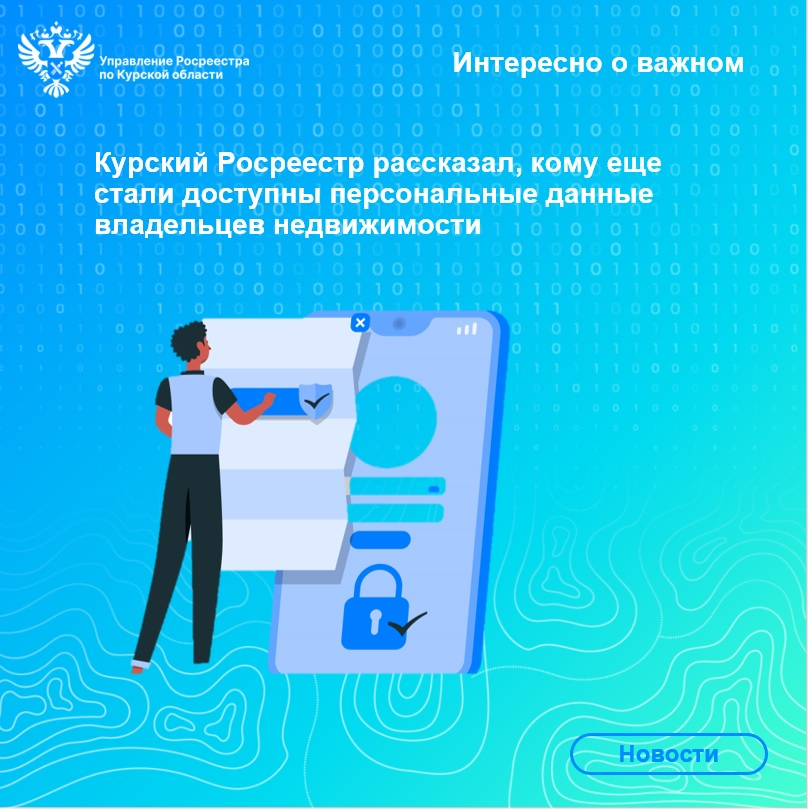 Управление Росреестра
по Курской области
Интересно о важном
Курский Росреестр рассказал, кому еще
стали доступны персональные данные
владельцев недвижимости
Новости